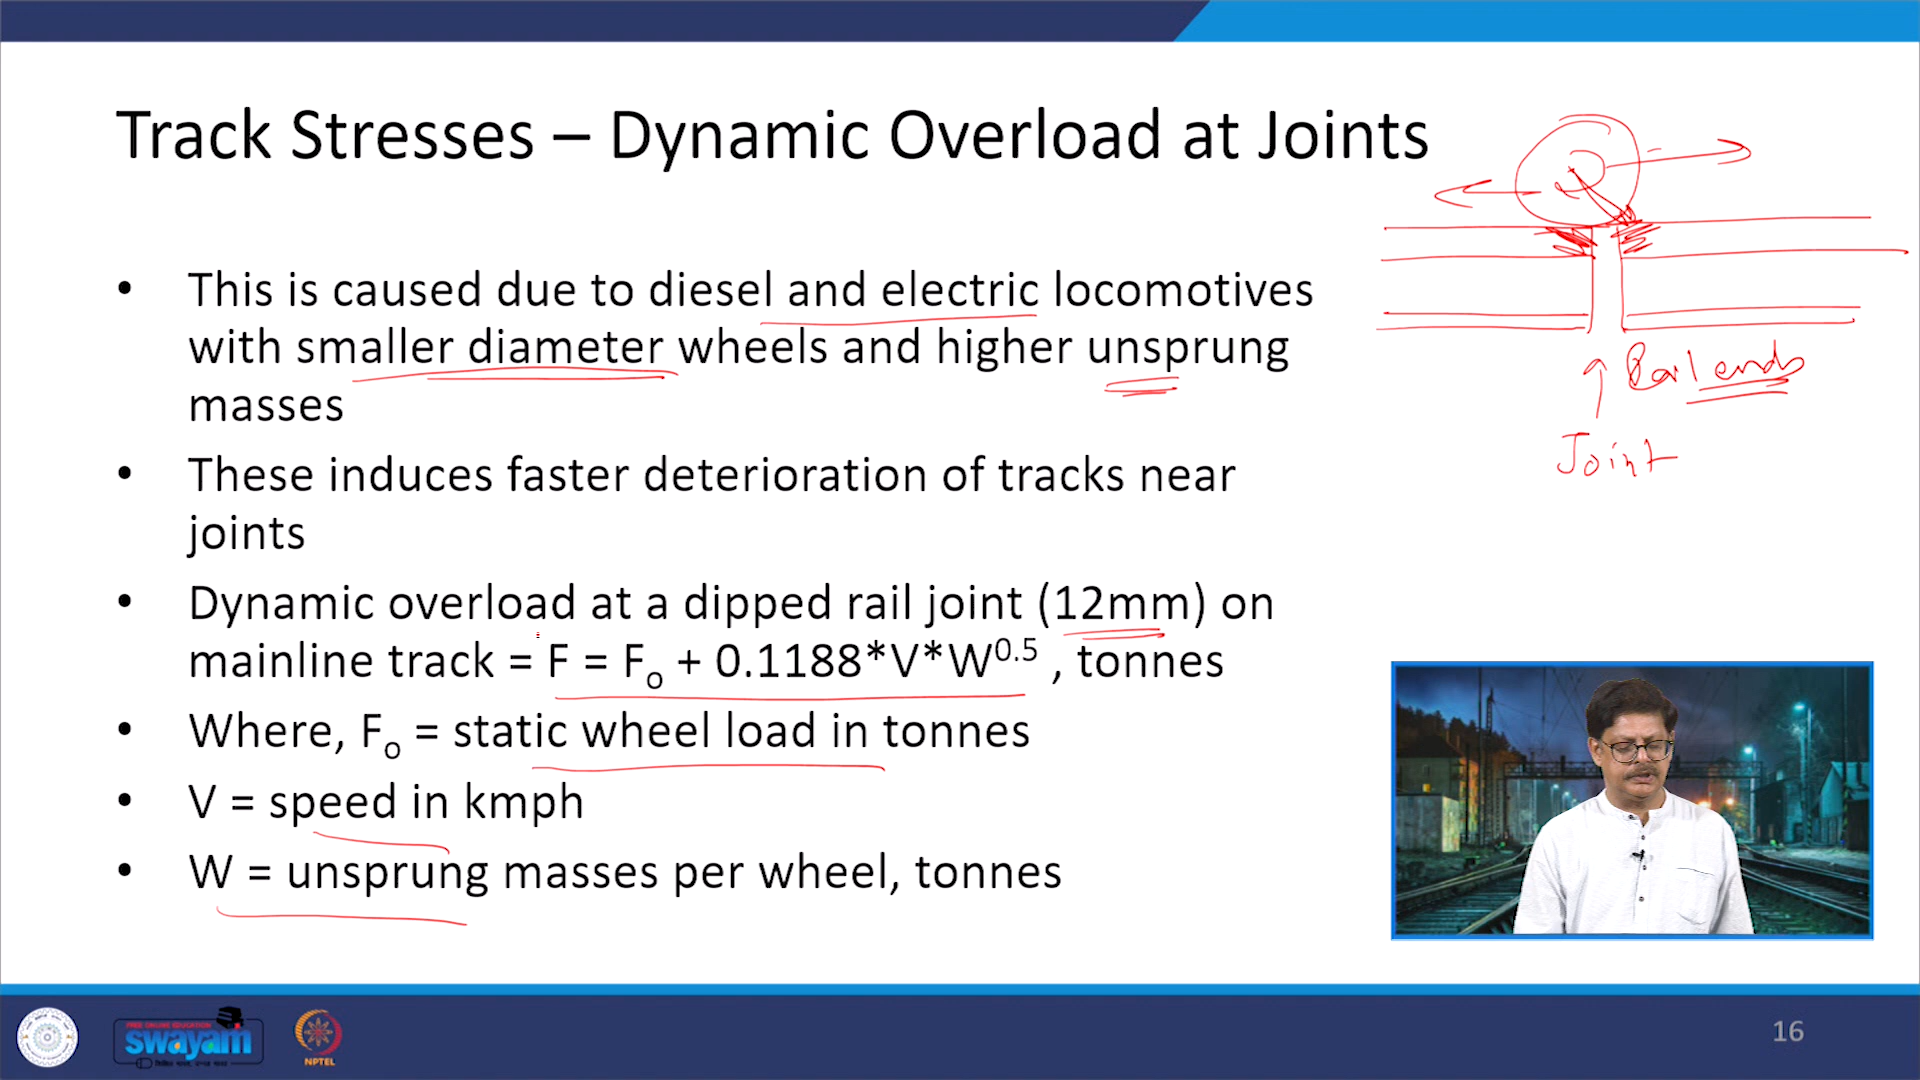 Track Stresses – Dynamic Overload at Joints
• This is caused due to diesel and electric locomotives
with smaller diameter wheels and higher unsprung
masses
• These induces faster deterioration of tracks near
joints
• Dynamic overload at a dipped rail joint (12mm) on
mainline track = F = Fo + 0.1188*V*W0.5 , tonnes
• Where, Fo = static wheel load in tonnes
• V = speed in kmph
• W = unsprung masses per wheel, tonnes
Rail ends
Joint
FREE ONLINE EDUCATION
swayam
NPTEL
16